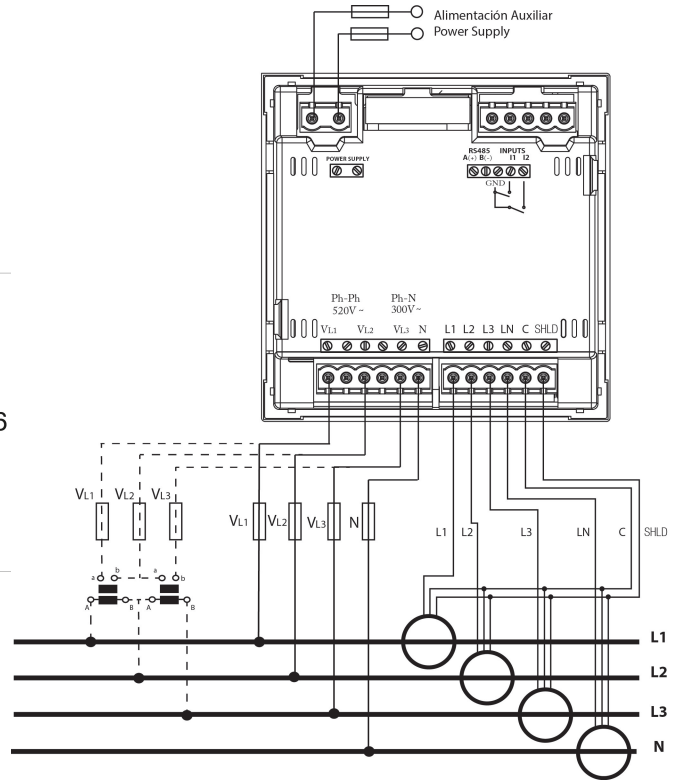 Alimentación Auxiliar
Power Supply
POWER SUPPLY
RS485 INPUTS
A(+) B(-) I1 I2
GND
Ph-Ph Ph-N
520V ~ 300V ~
VL1 VL2 VL3 N L1 L2 L3 LN C SHLD
6
VL1 VL2 VL3
VL1 VL2 VL3 N L1 L2 L3 LN C SHLD
a b a b
A B A B
L1
L2
L3
N